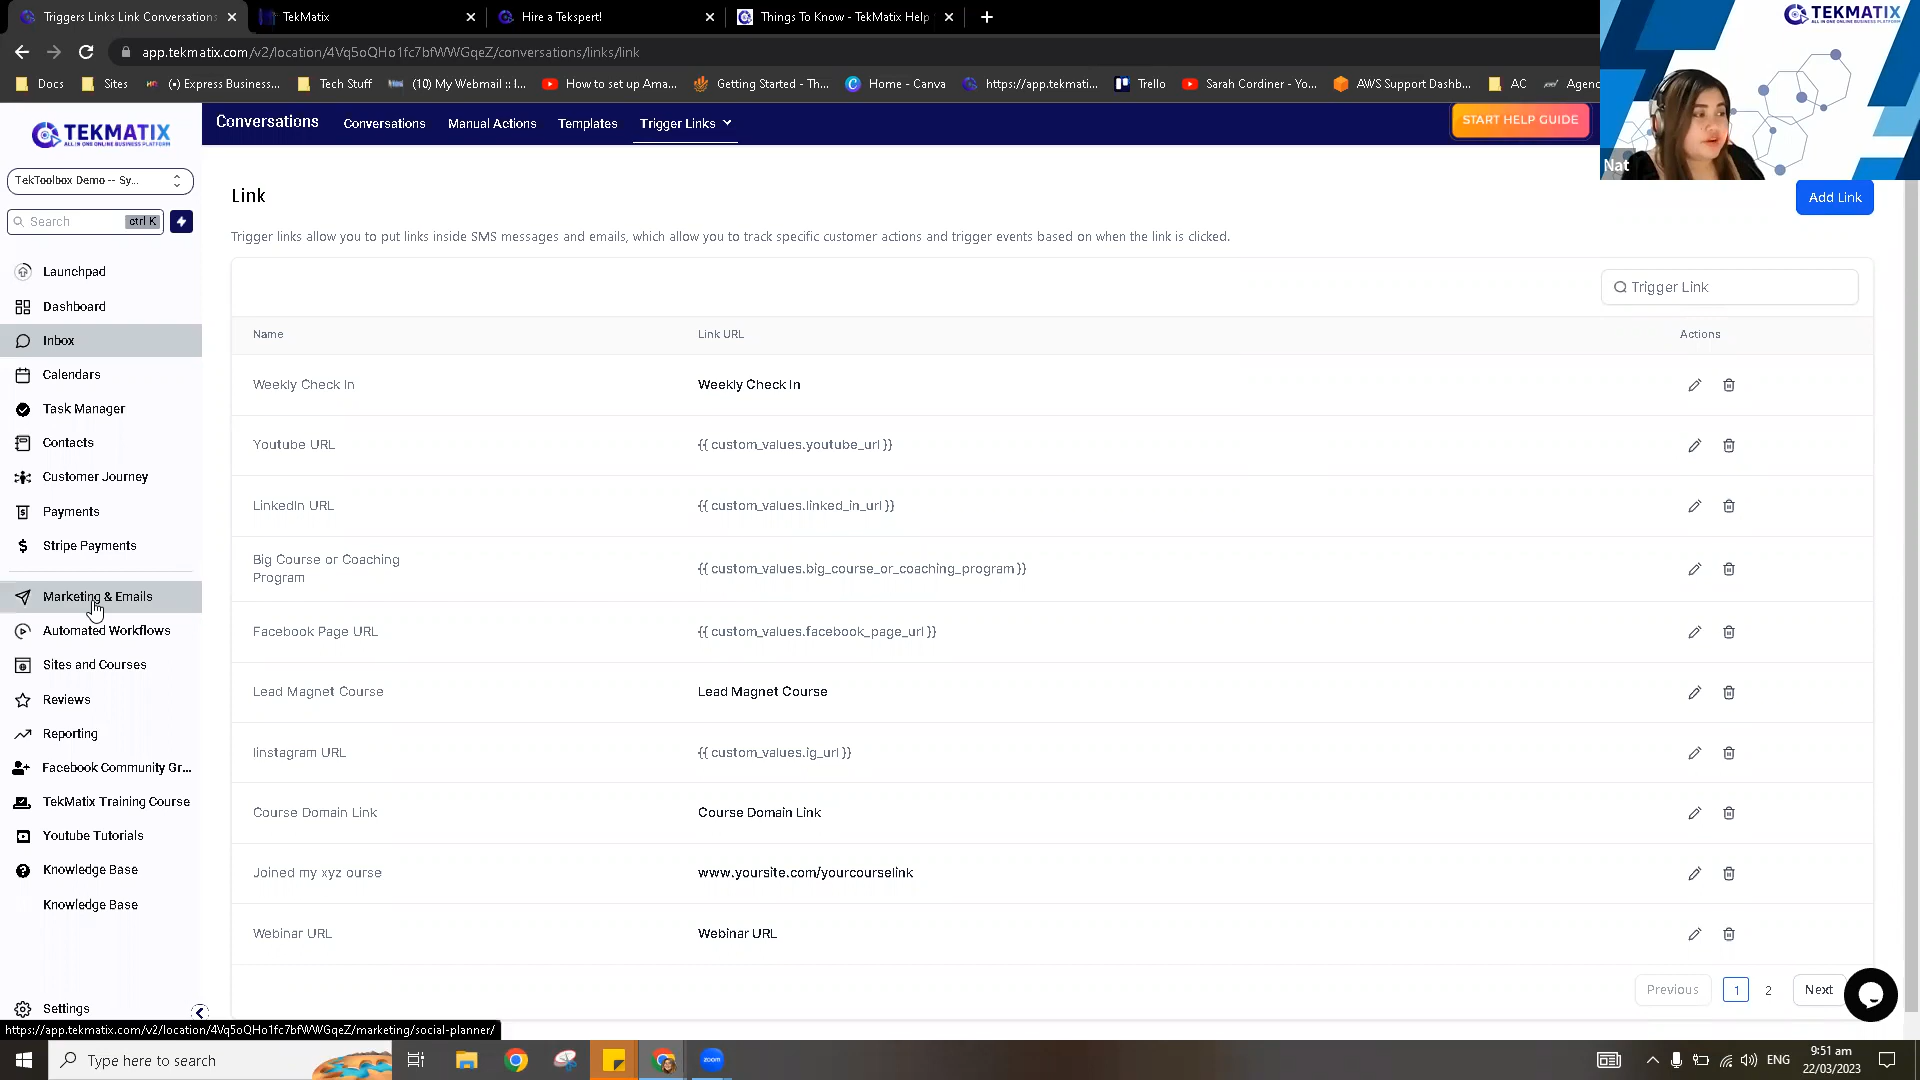 Triggers Links Link Conversations
TekMatix
Hire a Tekspert!
Things To Know - TekMatix Help
app.tekmatix.com/v2/location/4Vq5oQHo1fc7bfWWGqeZ/conversations/links/link
Docs
Sites
(•) Express Business...
Tech Stuff
(10) My Webmail :: I...
How to set up Ama...
Getting Started - Th...
Home - Canva
https://app.tekmati...
Trello
Sarah Cordiner - Yo...
AWS Support Dashb...
AC
Agenc
TEKMATIX
ALL IN ONE ONLINE BUSINESS PLATFORM
Conversations
Conversations
Manual Actions
Templates
Trigger Links
START HELP GUIDE
TEKMATIX
Nat
TekToolbox Demo -- Sy...
Search
ctrl K
Launchpad
Dashboard
Inbox
Calendars
Task Manager
Contacts
Customer Journey
Payments
Stripe Payments
Marketing & Emails
Automated Workflows
Sites and Courses
Reviews
Reporting
Facebook Community Gr...
TekMatix Training Course
Youtube Tutorials
Knowledge Base
Knowledge Base
Settings
Link
Add Link
Trigger links allow you to put links inside SMS messages and emails, which allow you to track specific customer actions and trigger events based on when the link is clicked.
Trigger Link
Name
Link URL
Actions
Weekly Check In
Weekly Check In
Youtube URL
{{ custom_values.youtube_url }}
LinkedIn URL
{{ custom_values.linked_in_url }}
Big Course or Coaching
Program
{{ custom_values.big_course_or_coaching_program }}
Facebook Page URL
{{ custom_values.facebook_page_url }}
Lead Magnet Course
Lead Magnet Course
Iinstagram URL
{{ custom_values.ig_url }}
Course Domain Link
Course Domain Link
Joined my xyz ourse
www.yoursite.com/yourcourselink
Webinar URL
Webinar URL
Previous
1
2
Next
https://app.tekmatix.com/v2/location/4Vq5oQHo1fc7bfWWGqeZ/marketing/social-planner/
Type here to search
zoom
ENG
9:51 am
22/03/2023